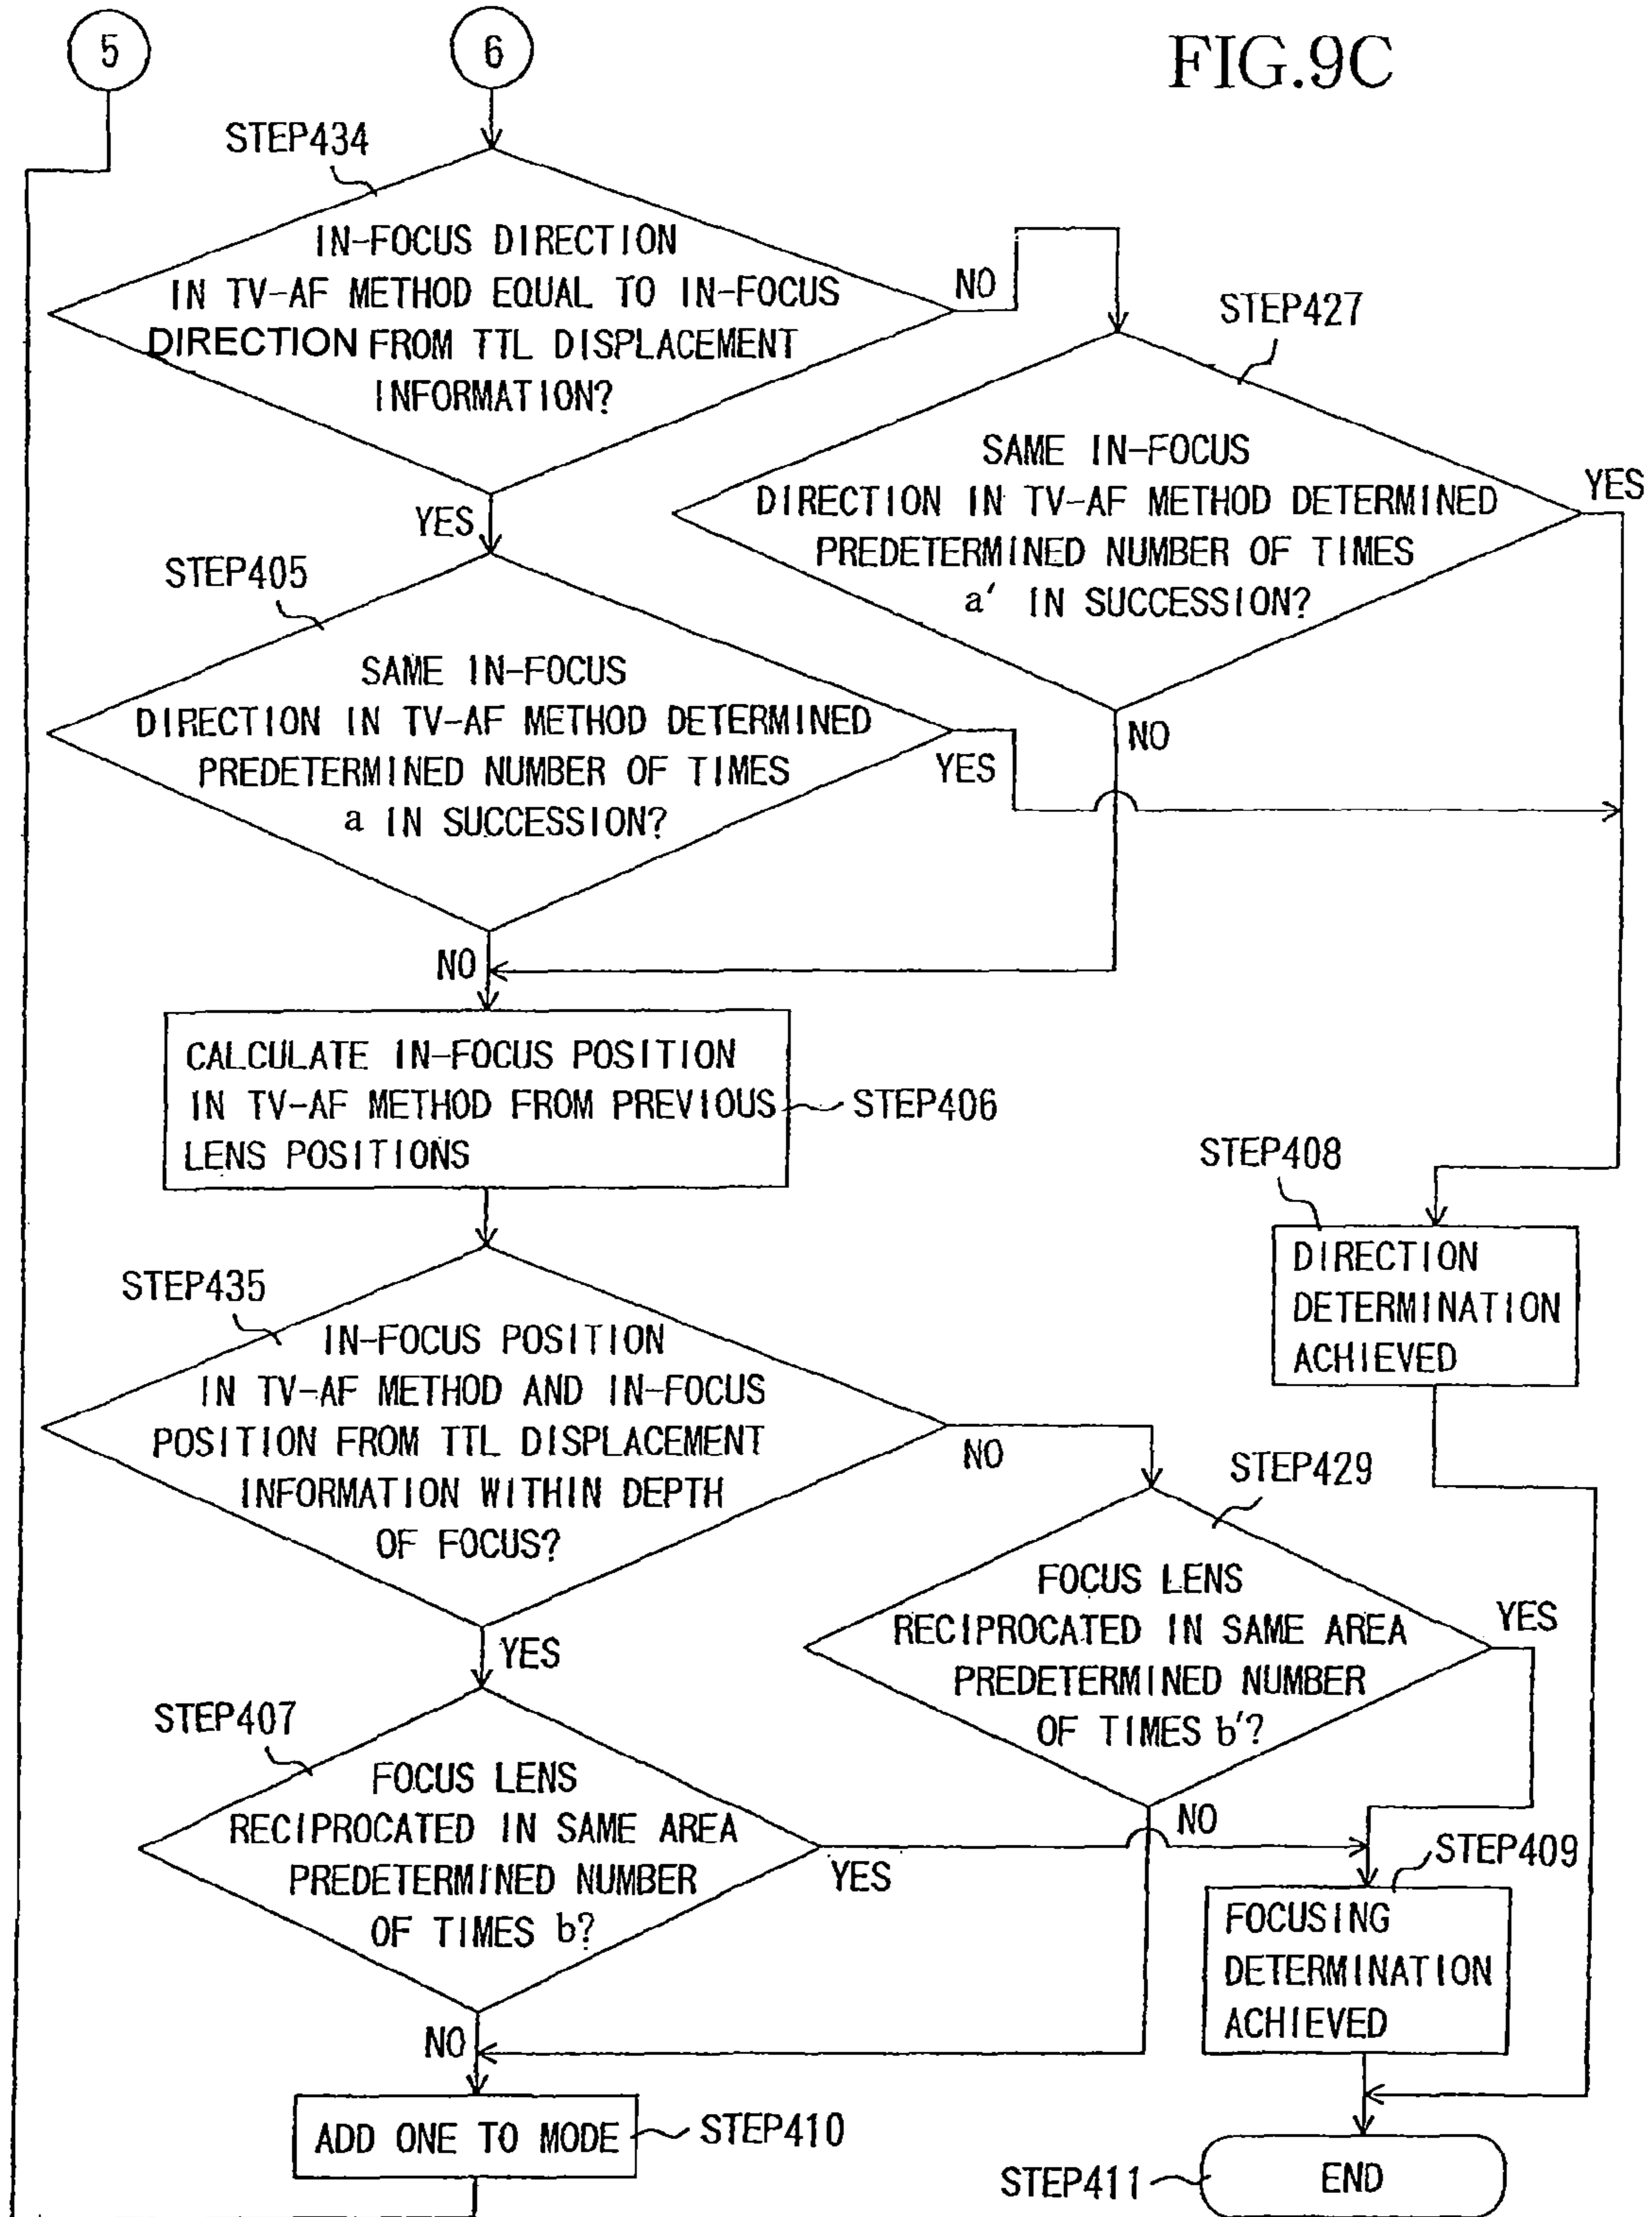 FIG.9C
5
6
STEP434
IN-FOCUS DIRECTION
IN TV-AF METHOD EQUAL TO IN-FOCUS
DIRECTION FROM TTL DISPLACEMENT
INFORMATION?
NO
YES
STEP427
SAME IN-FOCUS
DIRECTION IN TV-AF METHOD DETERMINED
PREDETERMINED NUMBER OF TIMES
a' IN SUCCESSION?
YES
NO
STEP405
SAME IN-FOCUS
DIRECTION IN TV-AF METHOD DETERMINED
PREDETERMINED NUMBER OF TIMES
a IN SUCCESSION?
YES
NO
CALCULATE IN-FOCUS POSITION
IN TV-AF METHOD FROM PREVIOUS
LENS POSITIONS
STEP406
STEP408
DIRECTION
DETERMINATION
ACHIEVED
STEP435
IN-FOCUS POSITION
IN TV-AF METHOD AND IN-FOCUS
POSITION FROM TTL DISPLACEMENT
INFORMATION WITHIN DEPTH
OF FOCUS?
NO
YES
STEP429
FOCUS LENS
RECIPROCATED IN SAME AREA
PREDETERMINED NUMBER
OF TIMES b'?
YES
NO
STEP407
FOCUS LENS
RECIPROCATED IN SAME AREA
PREDETERMINED NUMBER
OF TIMES b?
YES
NO
STEP409
FOCUSING
DETERMINATION
ACHIEVED
ADD ONE TO MODE
STEP410
STEP411
END